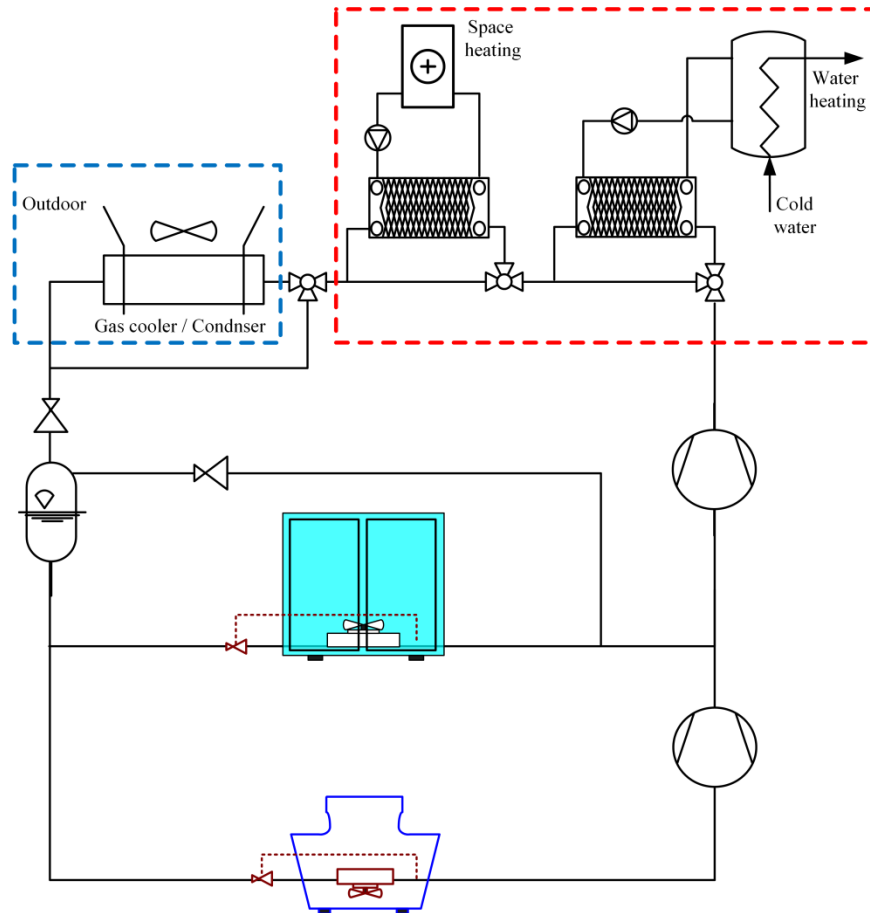 Space
heating
Water
heating
Cold
water
Outdoor
Gas cooler / Condnser